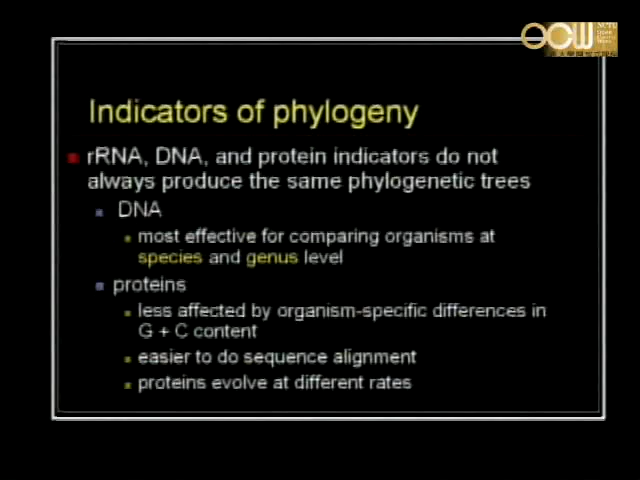 OCW
Indicators of phylogeny
rRNA, DNA, and protein indicators do not
always produce the same phylogenetic trees
DNA
most effective for comparing organisms at
species and genus level
proteins
less affected by organism-specific differences in
G + C content
easier to do sequence alignment
proteins evolve at different rates